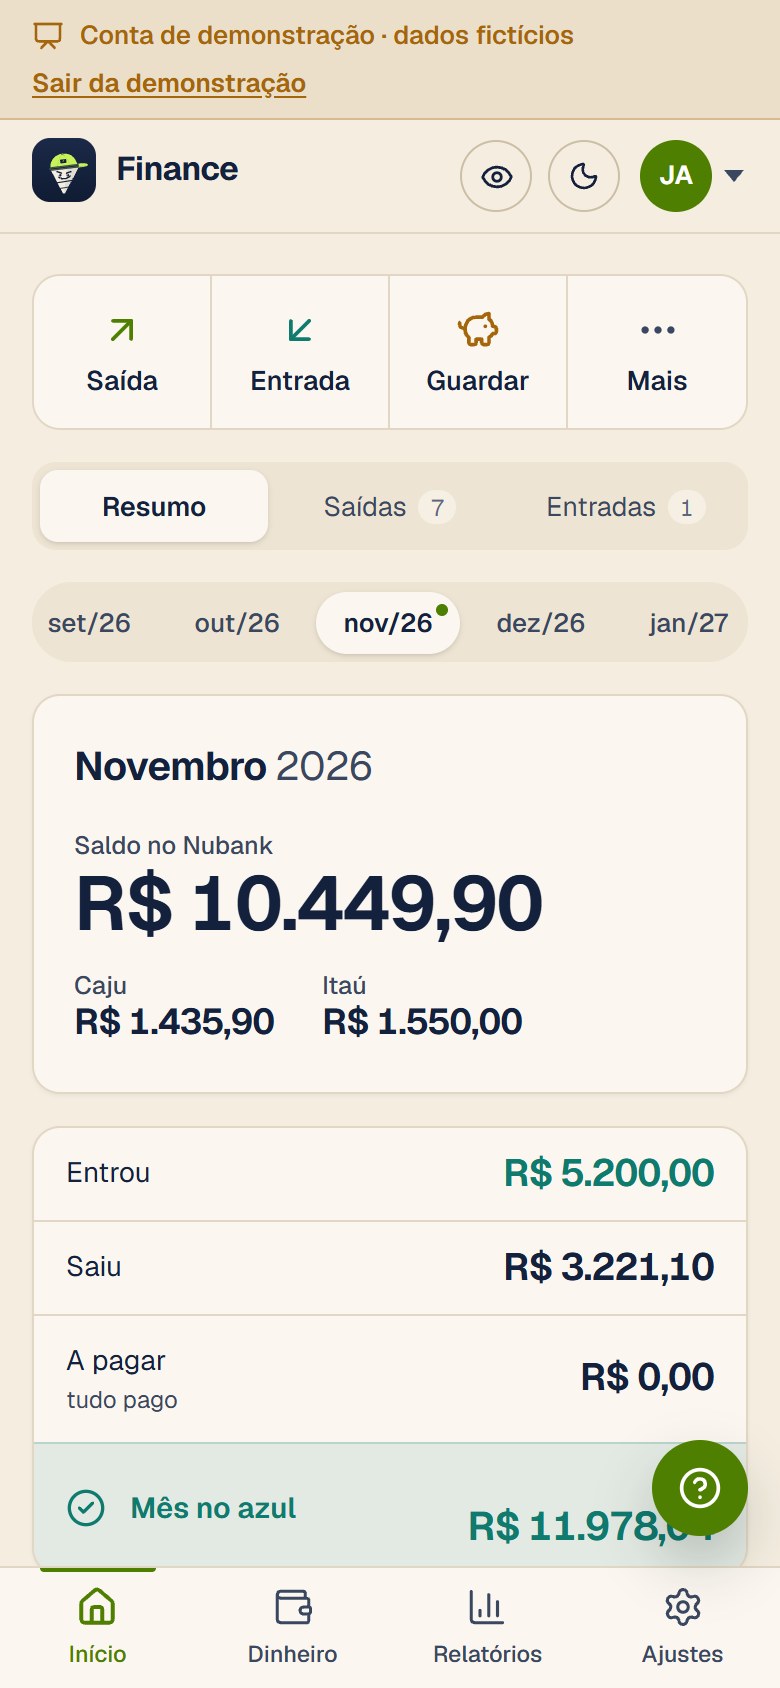 Conta de demonstração · dados fictícios
Sair da demonstração
Finance
JA
Saída
Entrada
Guardar
Mais
Resumo
Saídas 7
Entradas 1
set/26
out/26
nov/26
dez/26
jan/27
Novembro 2026
Saldo no Nubank
R$ 10.449,90
Caju
Itaú
R$ 1.435,90
R$ 1.550,00
Entrou
R$ 5.200,00
Saiu
R$ 3.221,10
A pagar
tudo pago
R$ 0,00
Mês no azul
Início
Dinheiro
Relatórios
Ajustes